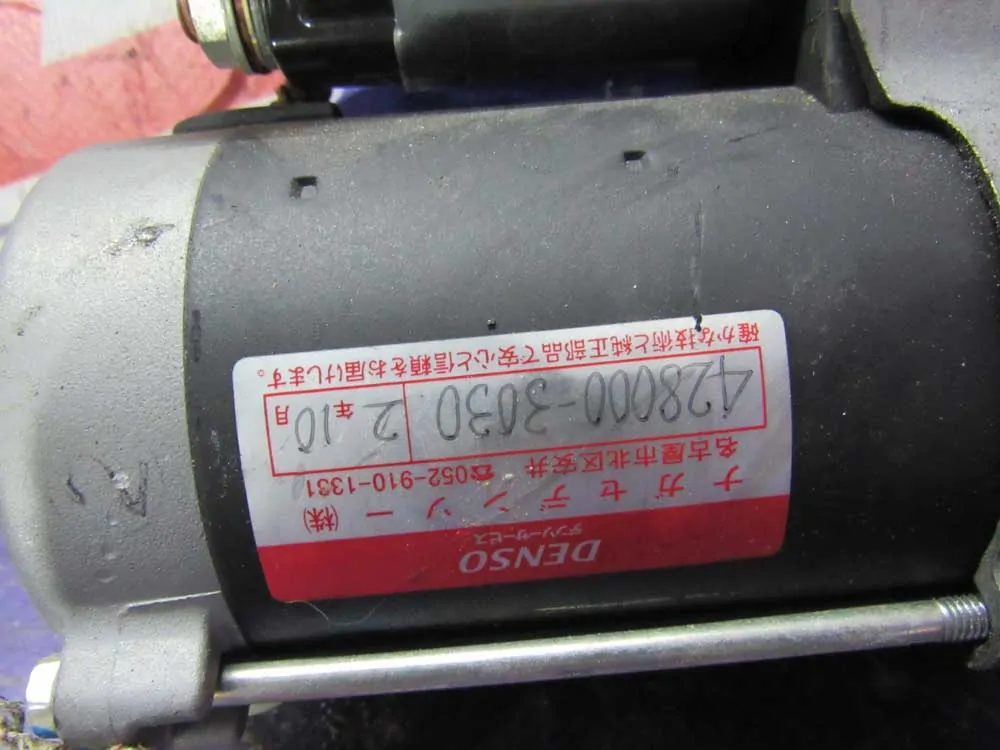 DENSO
デンソーサービス
ナガセデンソー(株)
名古屋市北区安井 ☎052-910-1331
428000-3030 2年10月
確かな技術と純正部品で安心と信頼をお届けします。